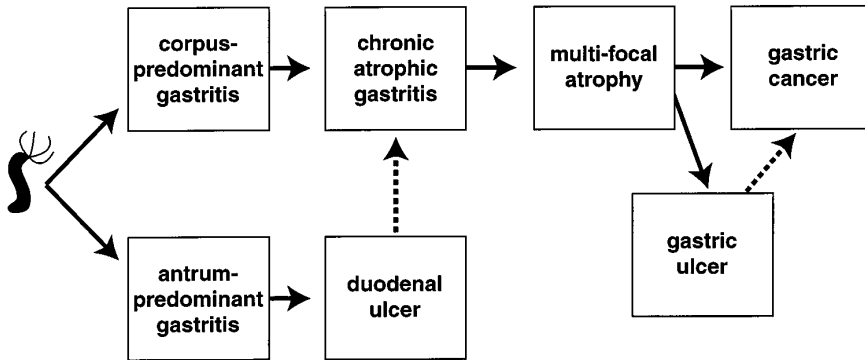 corpus-
predominant
gastritis
chronic
atrophic
gastritis
multi-focal
atrophy
gastric
cancer
gastric
ulcer
antrum-
predominant
gastritis
duodenal
ulcer